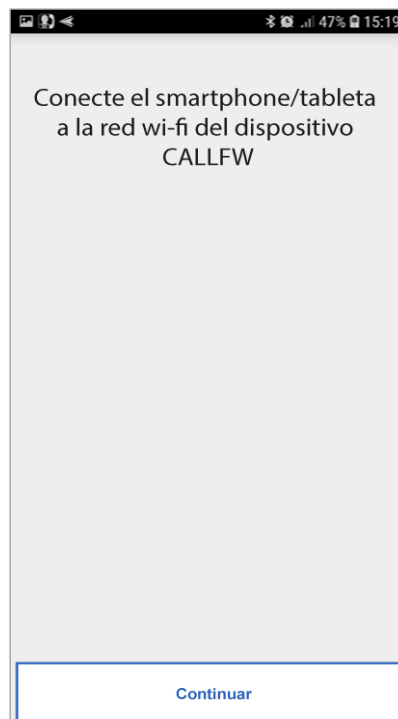 47% 15:19
Conecte el smartphone/tableta
a la red wi-fi del dispositivo
CALLFW
Continuar